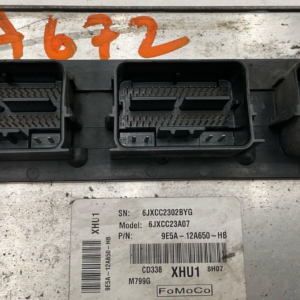 A672
SN: 6JXCC2302BYG
Model: 6JXCC23A07
P/N: 9E5A-12A650-HB
XHU1
9E5A-12A650-HB
CD338 XHU1 8H07
M799G
FoMoCo